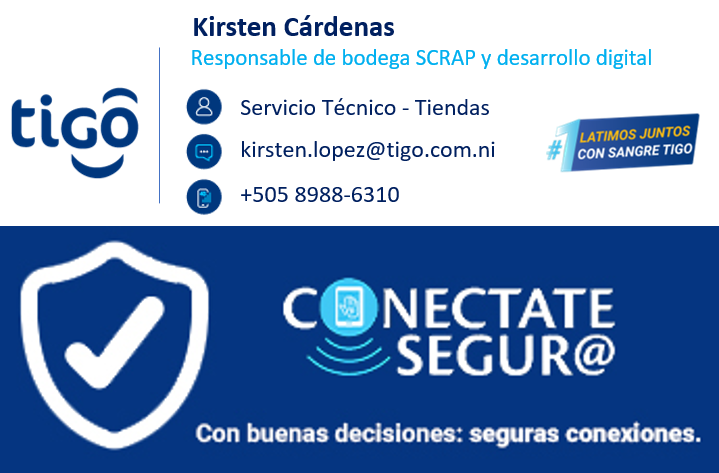 Kirsten Cárdenas
Responsable de bodega SCRAP y desarrollo digital
tigo
Servicio Técnico - Tiendas
kirsten.lopez@tigo.com.ni
+505 8988-6310
#1 LATIMOS JUNTOS
CON SANGRE TIGO
CONECTATE
SEGUR@
Con buenas decisiones: seguras conexiones.